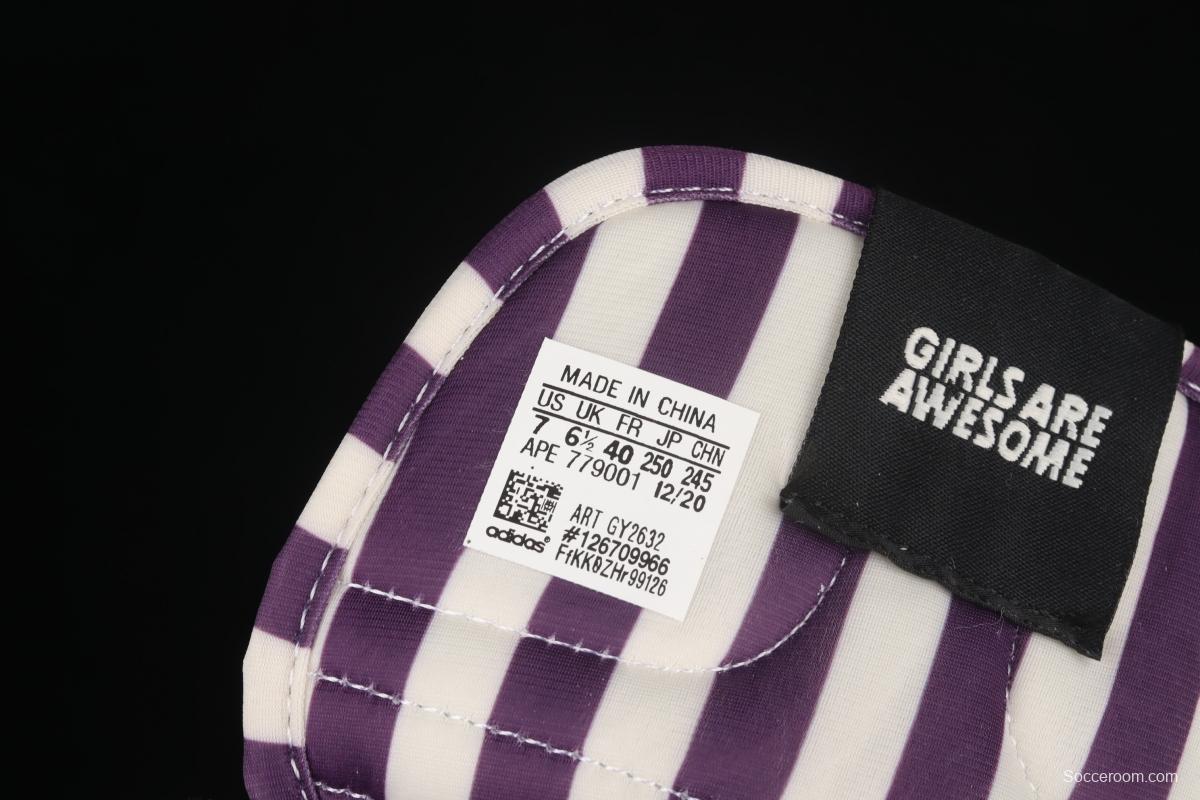 MADE IN CHINA
US UK FR JP CHN
7 6½ 40 250 245
APE 779001 12/20
ART GY2632
#126709966
FfKK0ZHr99126
adidas®
GIRLS ARE
AWESOME
Socceroom.com